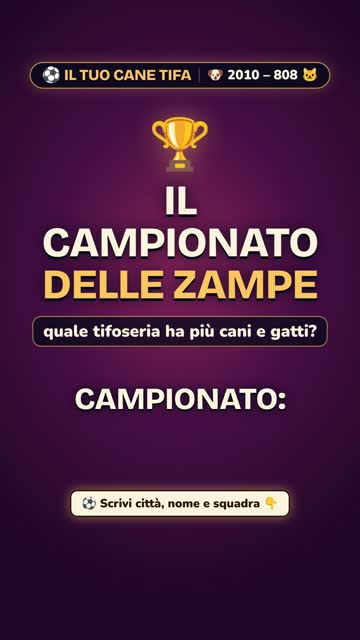 ⚽ IL TUO CANE TIFA | 🐶 2010 – 808 🐱
IL
CAMPIONATO
DELLE ZAMPE
quale tifoseria ha più cani e gatti?
CAMPIONATO:
⚽ Scrivi città, nome e squadra 👇